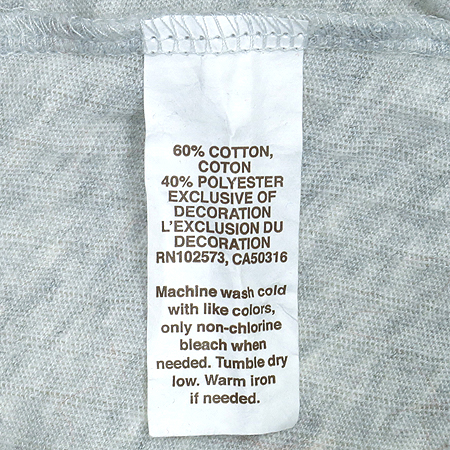 60% COTTON,
COTON
40% POLYESTER
EXCLUSIVE OF
DECORATION
L'EXCLUSION DU
DECORATION
RN102573, CA50316
Machine wash cold
with like colors,
only non-chlorine
bleach when
needed. Tumble dry
low. Warm iron
if needed.